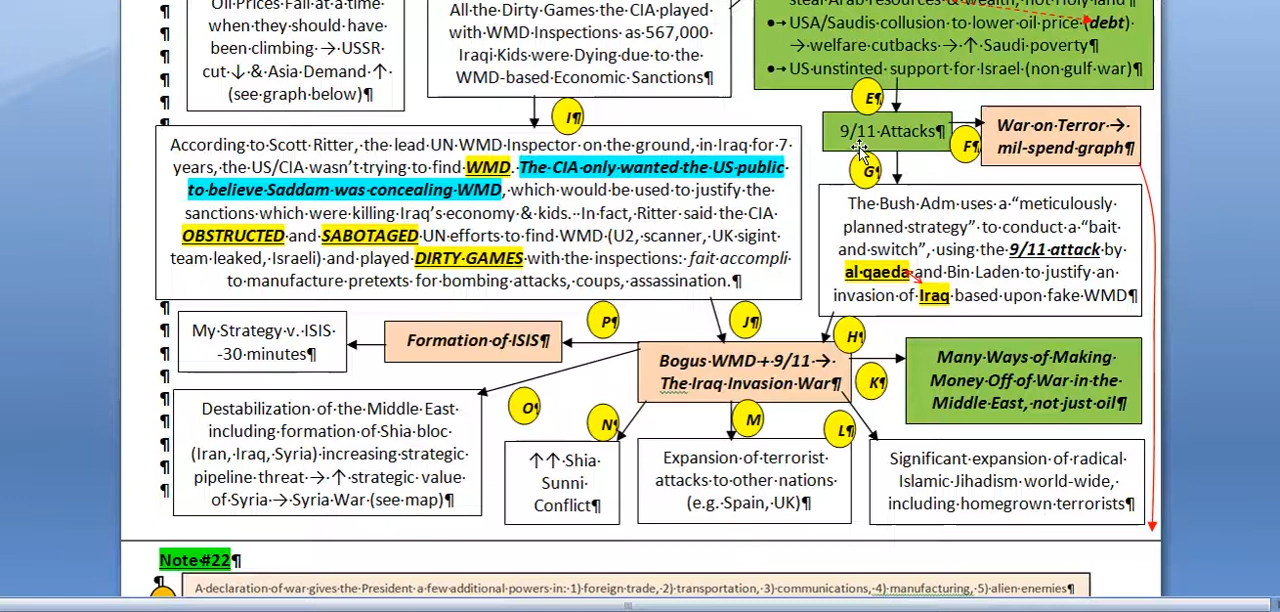 Oil Prices Fall at a time
when they should have
been climbing → USSR
cut ↓ & Asia Demand ↑
(see graph below)¶
All the Dirty Games the CIA played
with WMD Inspections as 567,000
Iraqi Kids were Dying due to the
WMD-based Economic Sanctions¶
steal Arab resources & wealth, not Holy land
USA/Saudis collusion to lower oil price (debt)
→ welfare cutbacks → ↑ Saudi poverty¶
US unstinted support for Israel (non gulf war)¶
E¶
9/11 Attacks¶
F¶
War on Terror →
mil-spend graph¶
G¶
I¶
According to Scott Ritter, the lead UN WMD Inspector on the ground, in Iraq for 7
years, the US/CIA wasn't trying to find WMD. The CIA only wanted the US public
to believe Saddam was concealing WMD, which would be used to justify the
sanctions which were killing Iraq's economy & kids. In fact, Ritter said the CIA
OBSTRUCTED and SABOTAGED UN efforts to find WMD (U2, scanner, UK sigint
team leaked, Israeli) and played DIRTY GAMES with the inspections: fait accompli
to manufacture pretexts for bombing attacks, coups, assassination.¶
The Bush Adm uses a "meticulously
planned strategy" to conduct a "bait
and switch", using the 9/11 attack by
al qaeda and Bin Laden to justify an
invasion of Iraq based upon fake WMD¶
My Strategy v. ISIS
-30 minutes¶
Formation of ISIS¶
P¶
J¶
H¶
Bogus WMD + 9/11 →
The Iraq Invasion War¶
K¶
Many Ways of Making
Money Off of War in the
Middle East, not just oil¶
O¶
N¶
M
L¶
Destabilization of the Middle East
including formation of Shia bloc
(Iran, Iraq, Syria) increasing strategic
pipeline threat → ↑ strategic value
of Syria → Syria War (see map)¶
↑↑ Shia
Sunni
Conflict¶
Expansion of terrorist
attacks to other nations
(e.g. Spain, UK)¶
Significant expansion of radical
Islamic Jihadism world-wide,
including homegrown terrorists¶
Note #22¶
A declaration of war gives the President a few additional powers in: 1) foreign trade, 2) transportation, 3) communications, 4) manufacturing, 5) alien enemies¶